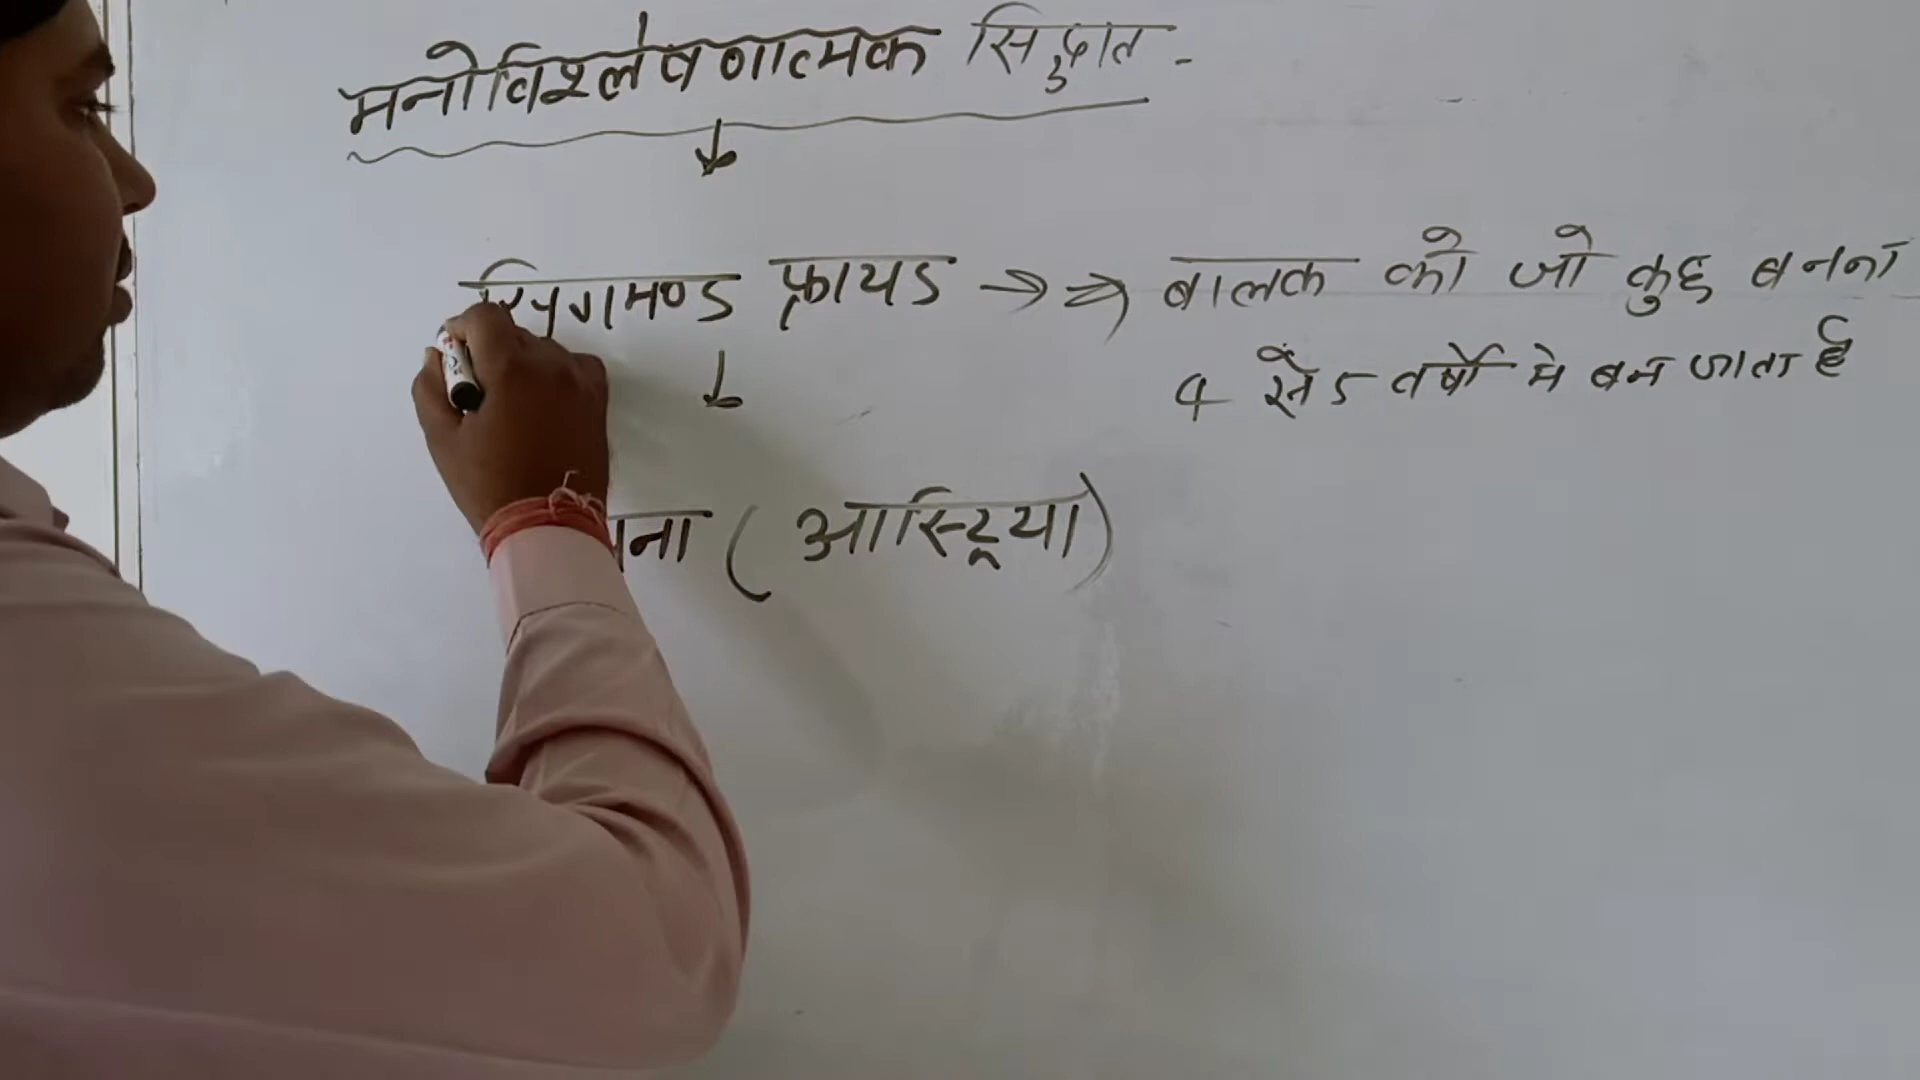 मनोविश्लेषणात्मक सिद्धांत -
सिगमण्ड फ्रायड →⇒ बालक को जो कुछ बनना
4 से 5 वर्षो मे बन जाता है
(आस्ट्रिया)